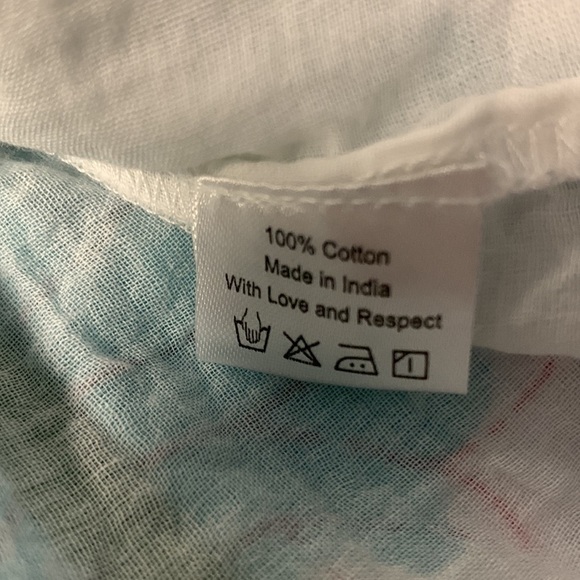 100% Cotton
Made in India
With Love and Respect